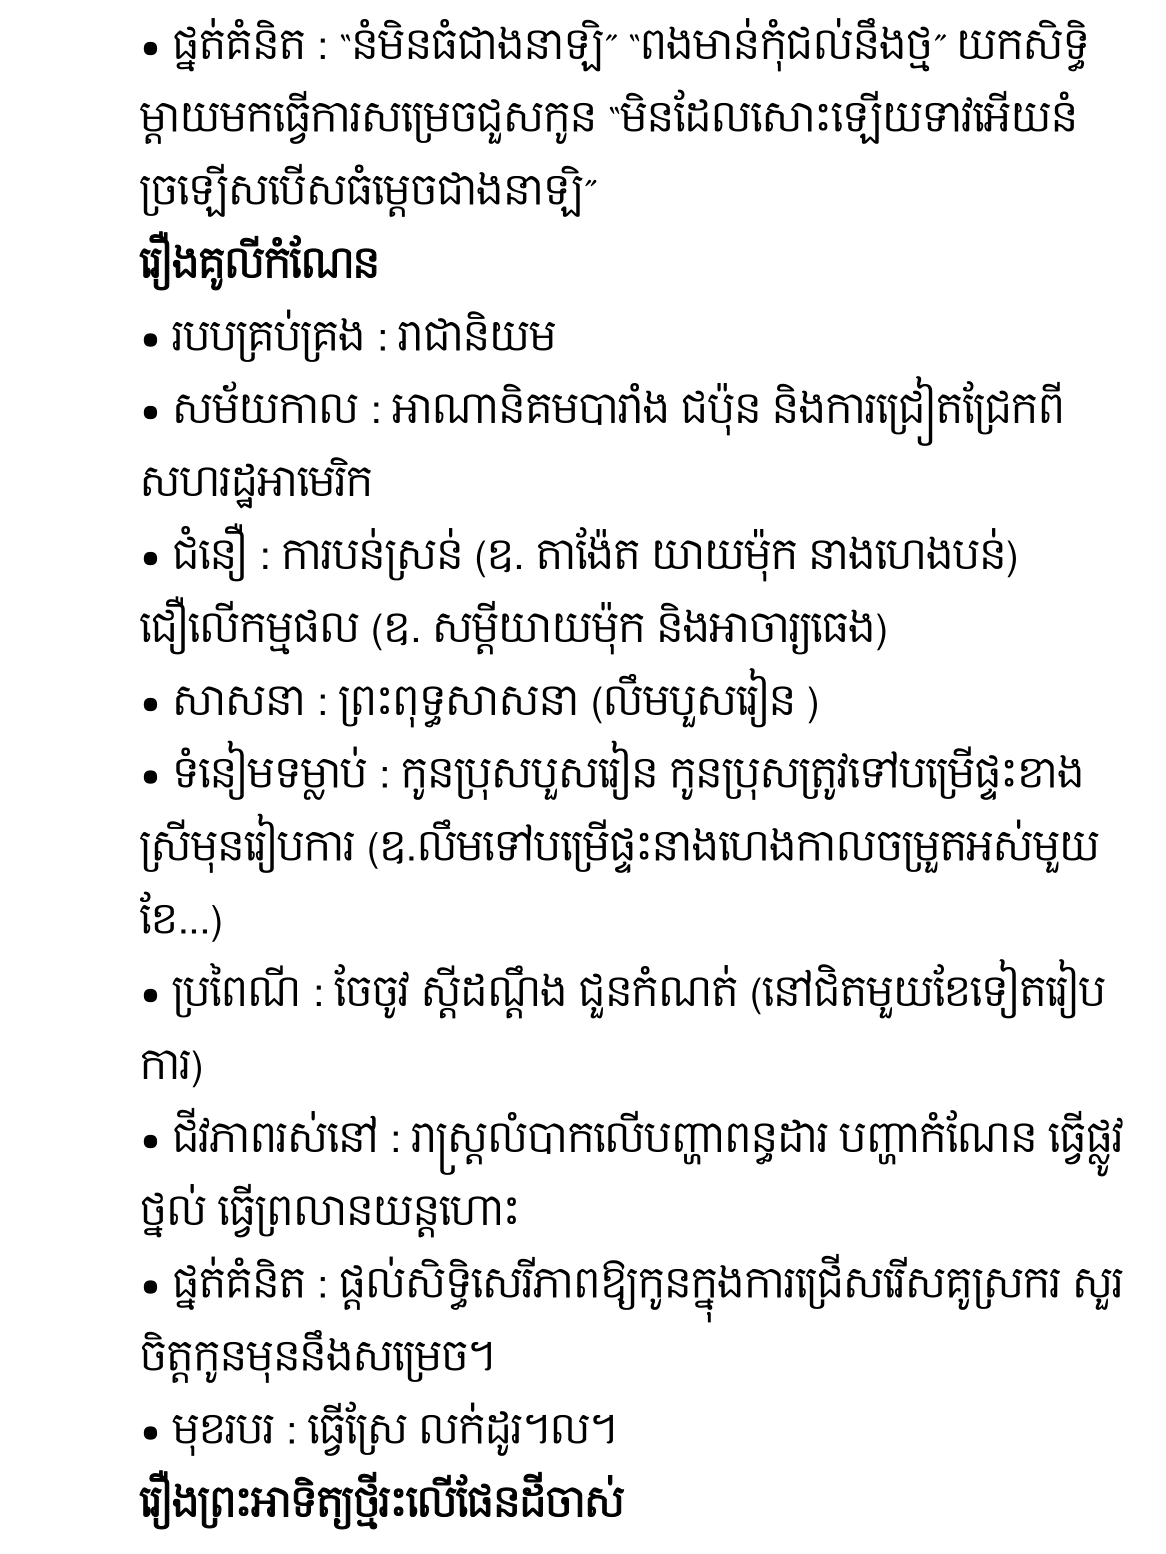 • ផ្នត់គំនិត : “នំមិនធំជាងនាឡិ” “ពងមាន់កុំជល់នឹងថ្ម” យកសិទ្ធិ
ម្តាយមកធ្វើការសម្រេចជួសកូន “មិនដែលសោះឡើយទាវអើយនំ
ច្រឡើសបើសធំម្តេចជាងនាឡិ”
រឿងគូលីកំណែន
• របបគ្រប់គ្រង : រាជានិយម
• សម័យកាល : អាណានិគមបារាំង ជប៉ុន និងការជ្រៀតជ្រែកពី
សហរដ្ឋអាមេរិក
• ជំនឿ : ការបន់ស្រន់ (ឧ. តាង៉ែត យាយម៉ុក នាងហេងបន់)
ជឿលើកម្មផល (ឧ. សម្តីយាយម៉ុក និងអាចារ្យធេង)
• សាសនា : ព្រះពុទ្ធសាសនា (លឹមបួសរៀន )
• ទំនៀមទម្លាប់ : កូនប្រុសបួសរៀន កូនប្រុសត្រូវទៅបម្រើផ្ទះខាង
ស្រីមុនរៀបការ (ឧ.លឹមទៅបម្រើផ្ទះនាងហេងកាលចម្រូតអស់មួយ
ខែ...)
• ប្រពៃណី : ចែចូវ ស្តីដណ្តឹង ជួនកំណត់ (នៅជិតមួយខែទៀតរៀប
ការ)
• ជីវភាពរស់នៅ : រាស្ត្រលំបាកលើបញ្ហាពន្ធដារ បញ្ហាកំណែន ធ្វើផ្លូវ
ថ្នល់ ធ្វើព្រលានយន្តហោះ
• ផ្នត់គំនិត : ផ្តល់សិទ្ធិសេរីភាពឱ្យកូនក្នុងការជ្រើសរើសគូស្រករ សួរ
ចិត្តកូនមុននឹងសម្រេច។
• មុខរបរ : ធ្វើស្រែ លក់ដូរ។ល។
រឿងព្រះអាទិត្យថ្មីរះលើផែនដីចាស់